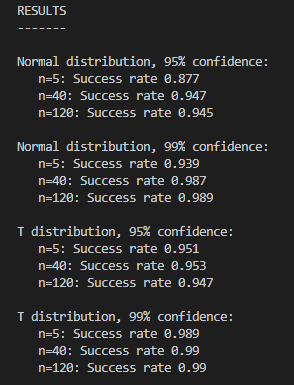 RESULTS
-------
Normal distribution, 95% confidence:
n=5: Success rate 0.877
n=40: Success rate 0.947
n=120: Success rate 0.945
Normal distribution, 99% confidence:
n=5: Success rate 0.939
n=40: Success rate 0.987
n=120: Success rate 0.989
T distribution, 95% confidence:
n=5: Success rate 0.951
n=40: Success rate 0.953
n=120: Success rate 0.947
T distribution, 99% confidence:
n=5: Success rate 0.989
n=40: Success rate 0.99
n=120: Success rate 0.99